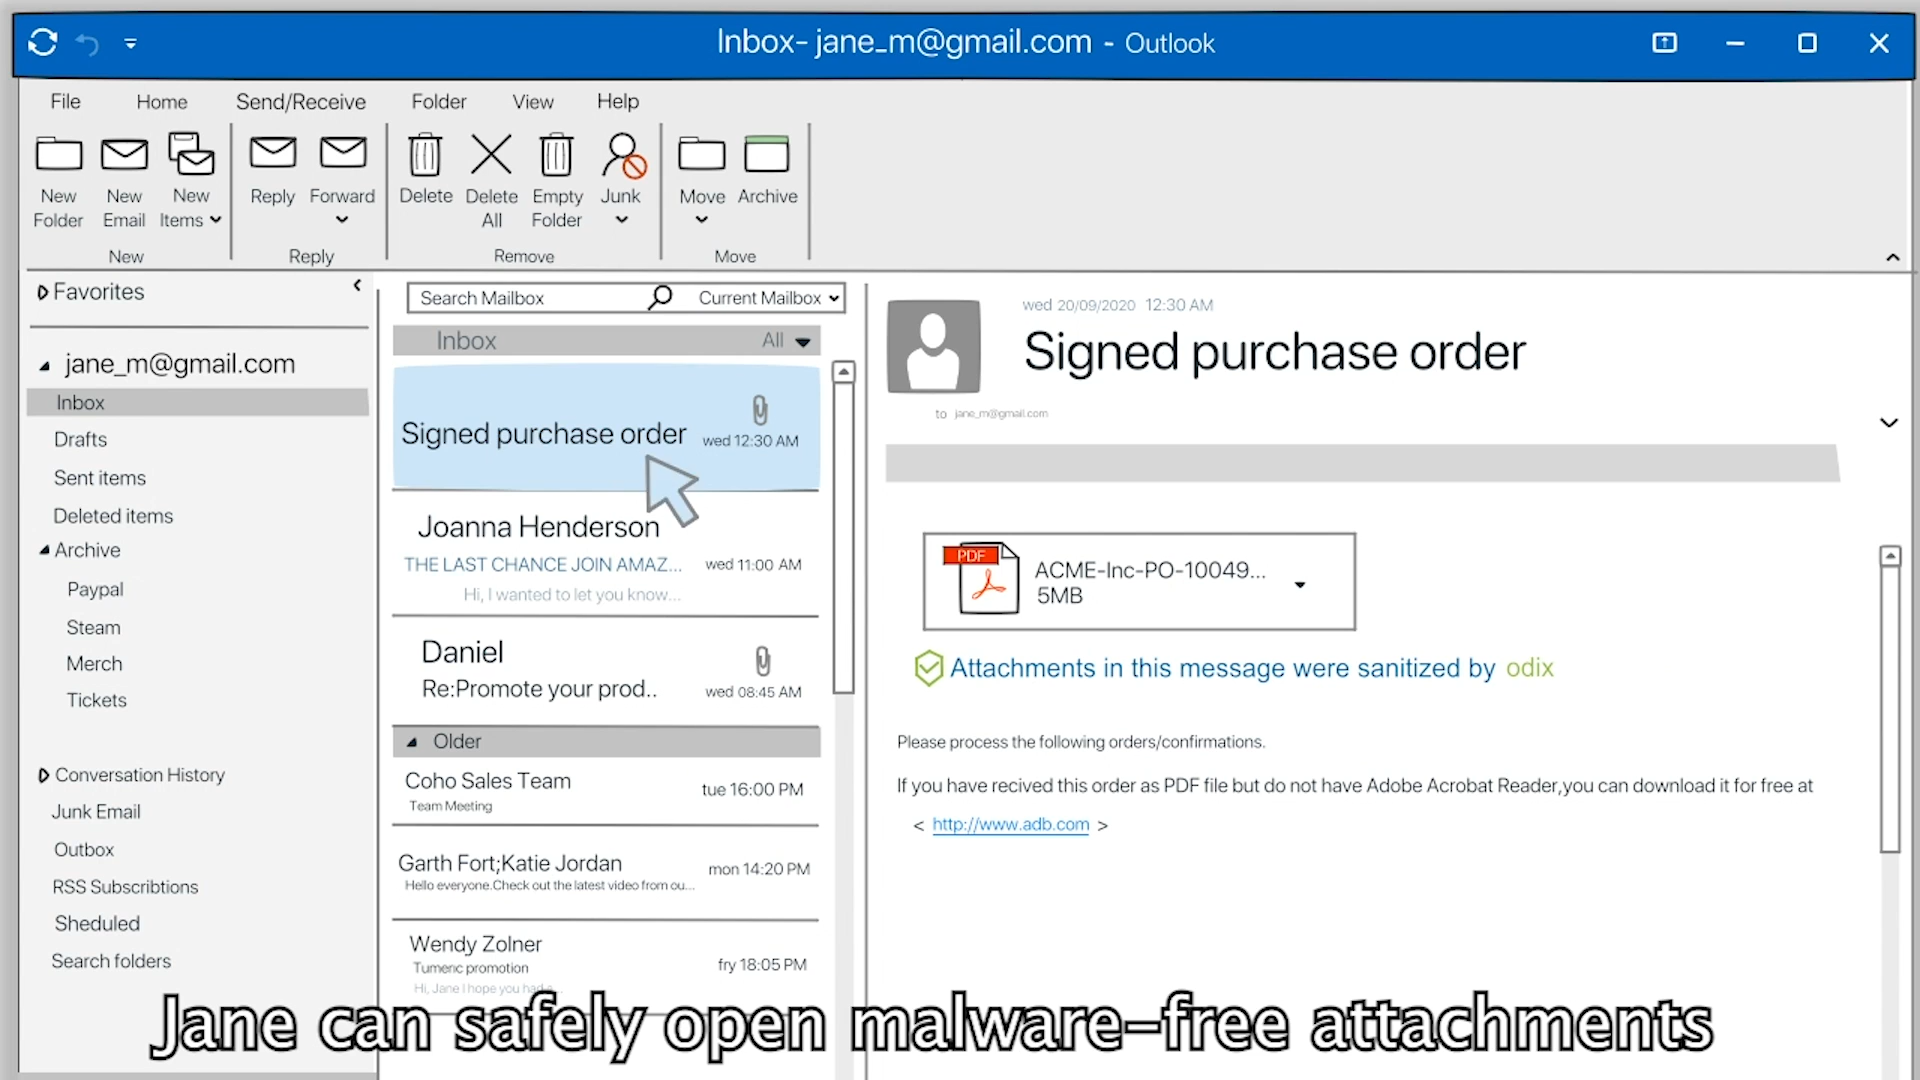 Inbox- jane_m@gmail.com - Outlook
File Home Send/Receive Folder View Help
New Folder
New Email
New Items
Reply
Forward
Delete
Delete All
Empty Folder
Junk
Move
Archive
New Reply Remove Move
Favorites
jane_m@gmail.com
Inbox
Drafts
Sent items
Deleted items
Archive
Paypal
Steam
Merch
Tickets
Conversation History
Junk Email
Outbox
RSS Subscribtions
Sheduled
Search folders
Search Mailbox Current Mailbox
Inbox All
Signed purchase order wed 12:30 AM
Joanna Henderson
THE LAST CHANCE JOIN AMAZ... wed 11:00 AM
Hi, I wanted to let you know...
Daniel
Re:Promote your prod.. wed 08:45 AM
Older
Coho Sales Team tue 16:00 PM
Team Meeting
Garth Fort;Katie Jordan mon 14:20 PM
Hello everyone.Check out the latest video from ou...
Wendy Zolner
Tumeric promotion fry 18:05 PM
Hi, Jane I hope you had a...
wed 20/09/2020 12:30 AM
Signed purchase order
to jane_m@gmail.com
PDF
ACME-Inc-PO-10049...
5MB
Attachments in this message were sanitized by odix
Please process the following orders/confirmations.
If you have recived this order as PDF file but do not have Adobe Acrobat Reader,you can download it for free at
< http://www.adb.com >
Jane can safely open malware-free attachments